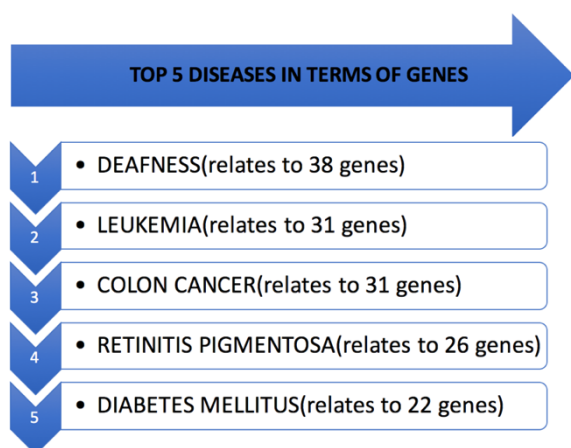 TOP 5 DISEASES IN TERMS OF GENES
1 • DEAFNESS(relates to 38 genes)
2 • LEUKEMIA(relates to 31 genes)
3 • COLON CANCER(relates to 31 genes)
4 • RETINITIS PIGMENTOSA(relates to 26 genes)
5 • DIABETES MELLITUS(relates to 22 genes)